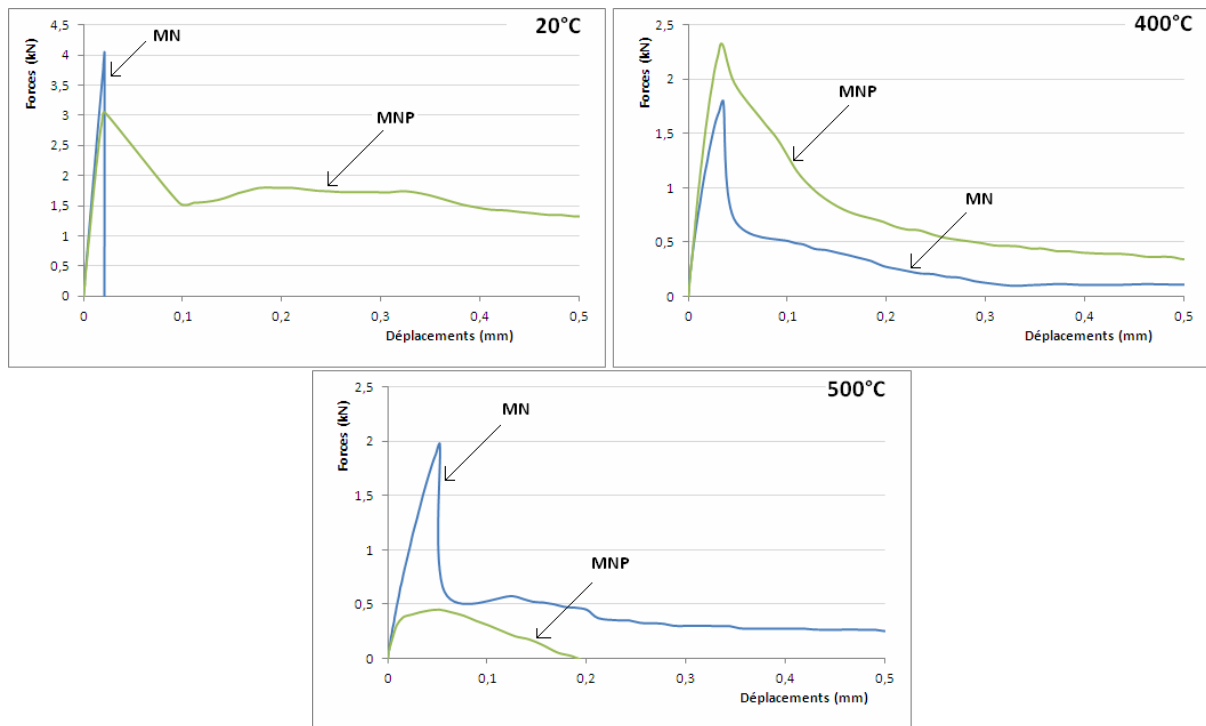 20°C
Forces (kN)
4,5
4
3,5
3
2,5
2
1,5
1
0,5
0
MN
MNP
0 0,1 0,2 0,3 0,4 0,5
Déplacements (mm)
400°C
Forces (kN)
2,5
2
1,5
1
0,5
0
MNP
MN
0 0,1 0,2 0,3 0,4 0,5
Déplacements (mm)
500°C
Forces (kN)
2,5
2
1,5
1
0,5
0
MN
MNP
0 0,1 0,2 0,3 0,4 0,5
Déplacements (mm)